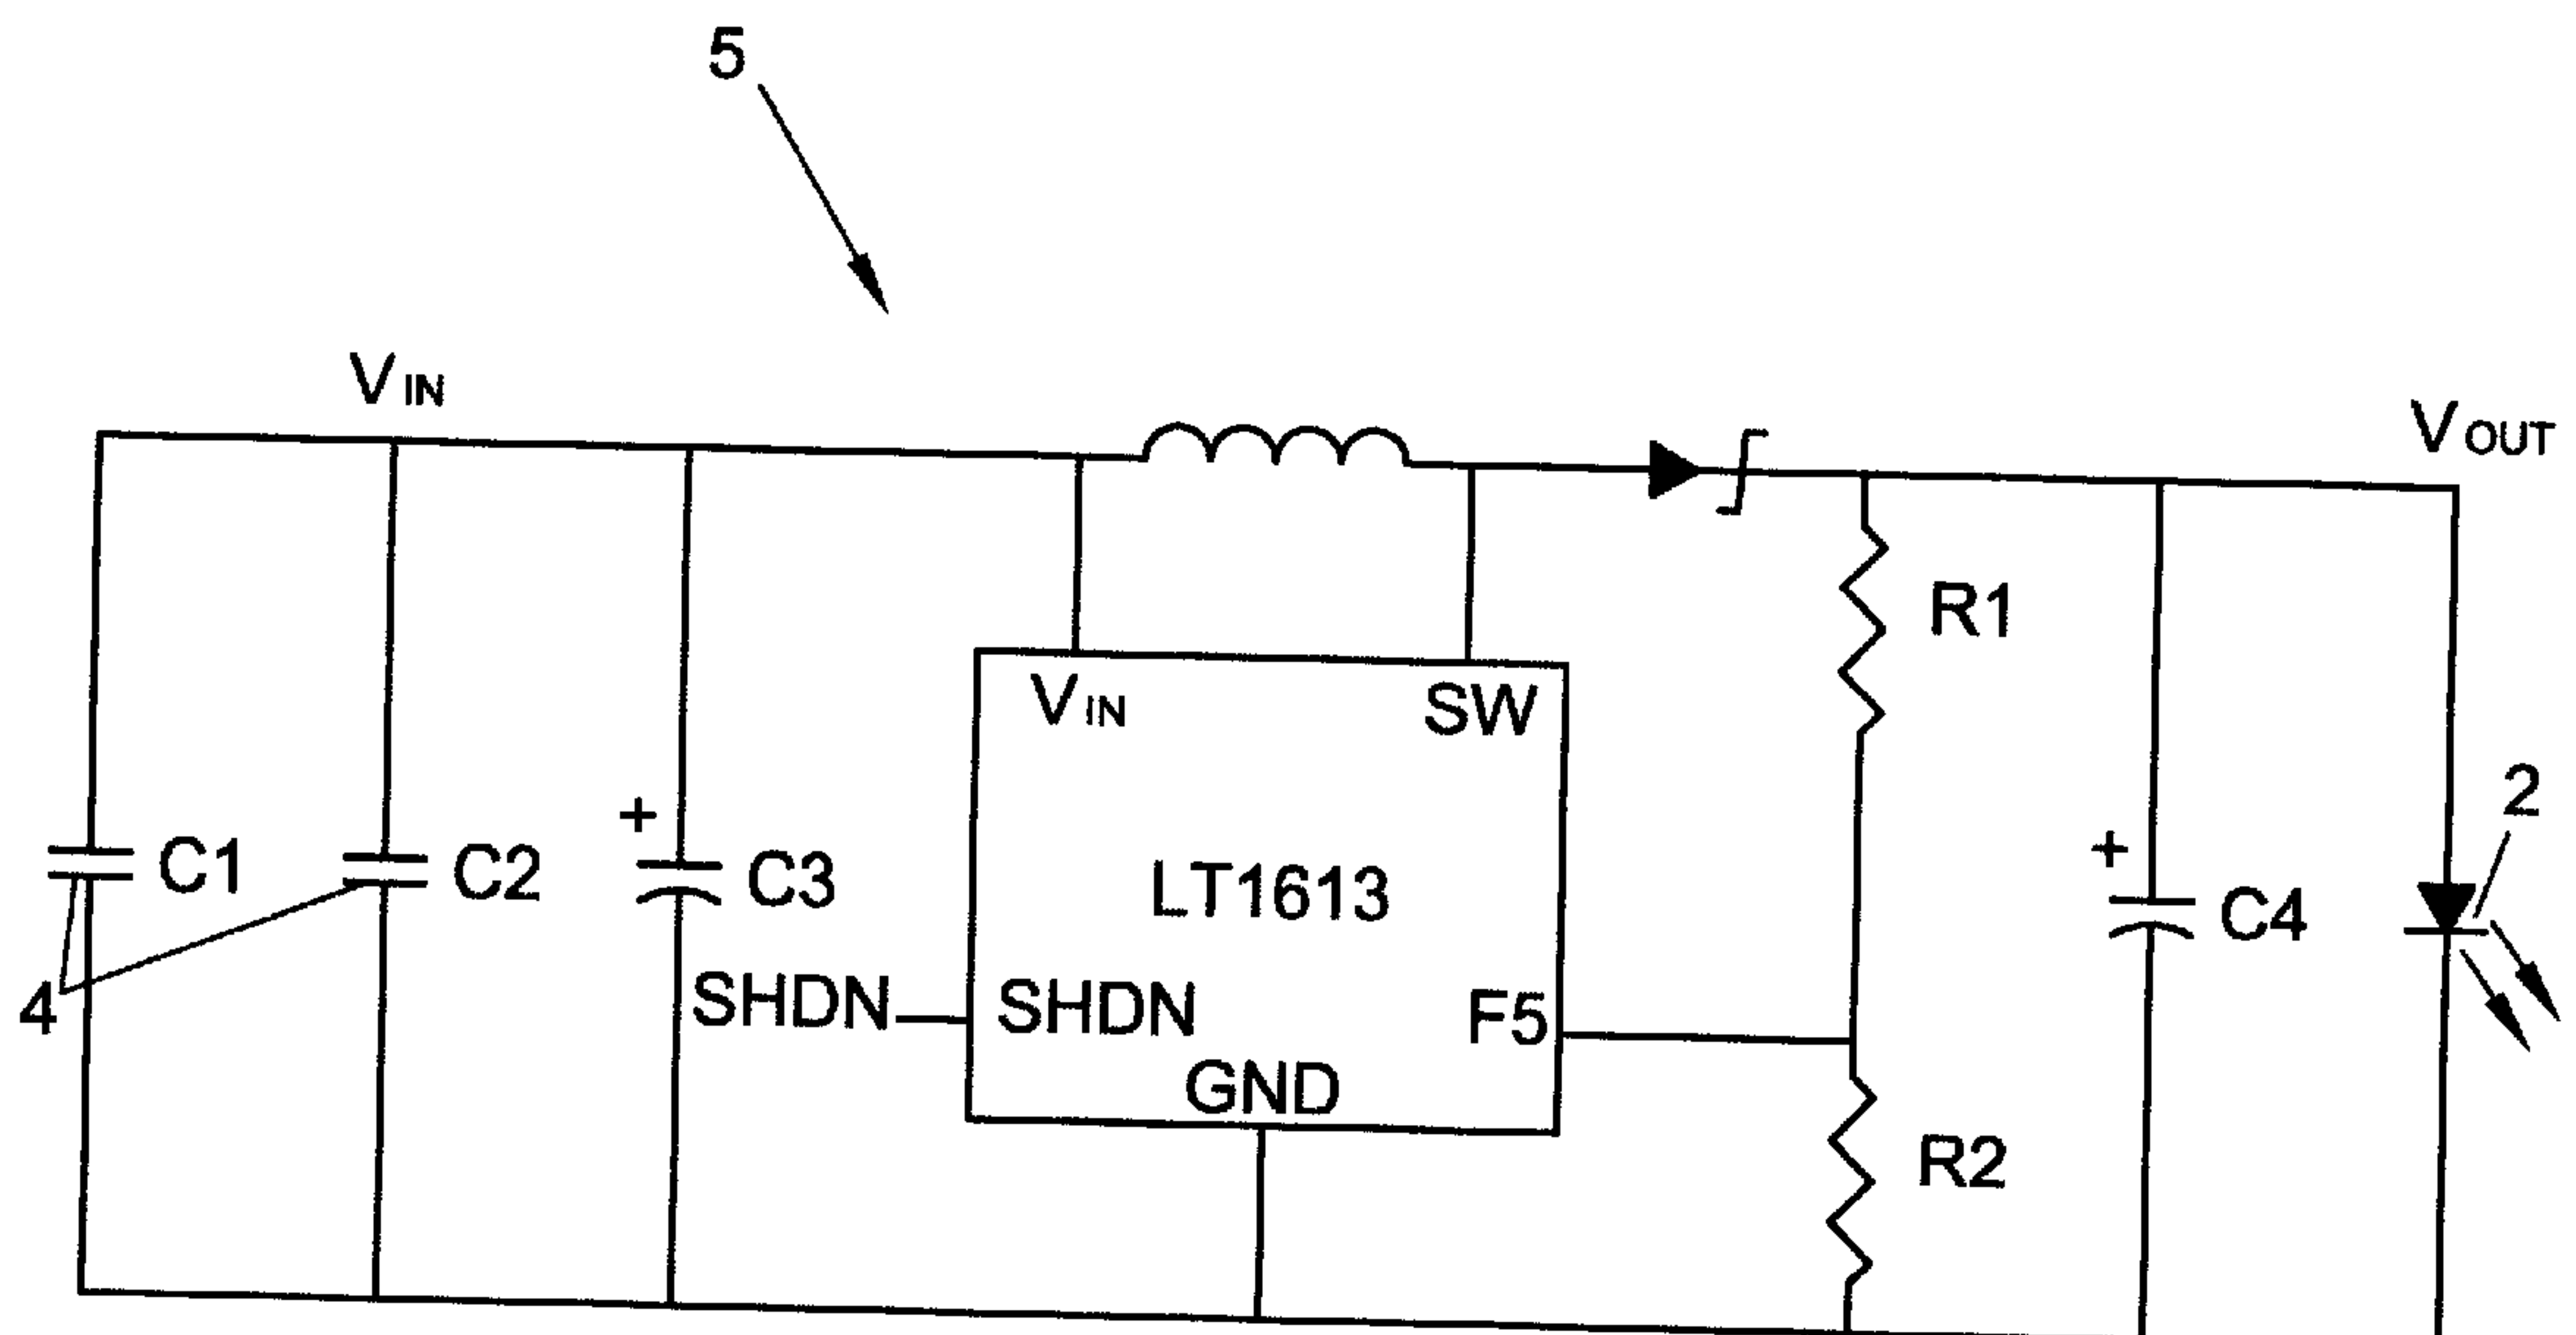 5
VIN
VOUT
R1
VIN SW
2
C1 C2 + C3 LT1613 + C4
4 SHDN SHDN F5
GND
R2